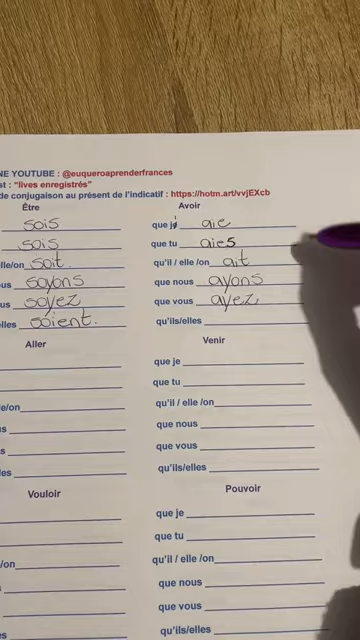 NE YOUTUBE : @euqueroaprenderfrances
st : "lives enregistrés"
de conjugaison au présent de l'indicatif : https://hotm.art/vvjEXcb
Être
Avoir
sois
que j' aie
sois
que tu aies
lle/on soit
qu'il / elle /on ait
us soyons
que nous ayons
us soyez
que vous ayez
elles soient.
qu'ils/elles
Aller
Venir
que je
que tu
e/on
qu'il / elle /on
s
que nous
s
que vous
es
qu'ils/elles
Vouloir
Pouvoir
que je
que tu
/on
qu'il / elle /on
que nous
que vous
s
qu'ils/elles